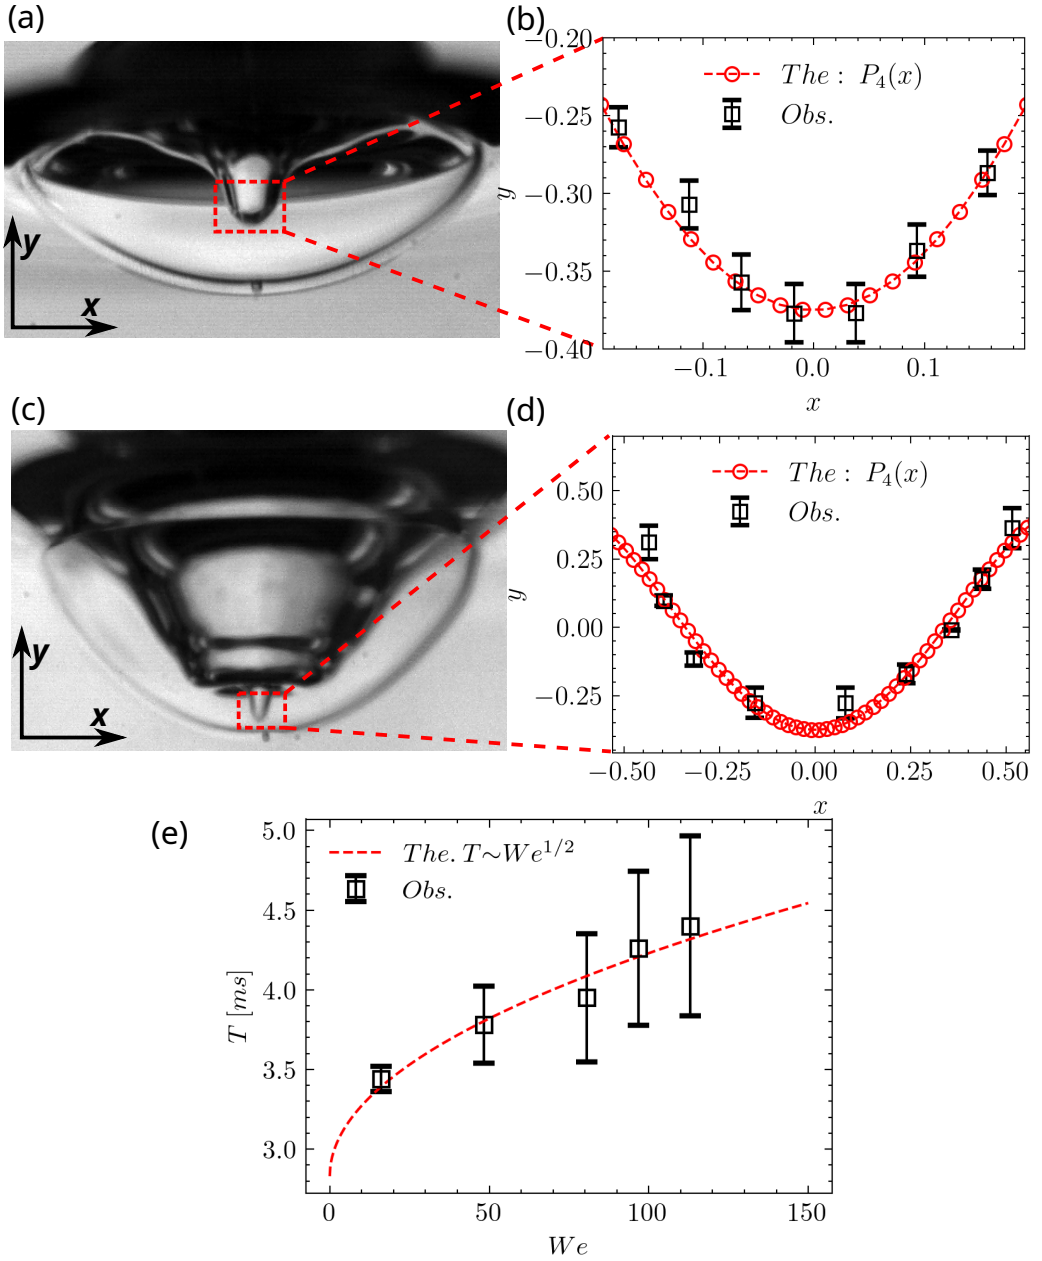 (a)
y
x
(b)
−0.20
−0.25
−0.30
−0.35
−0.40
y
The : P₄(x)
Obs.
−0.1 0.0 0.1
x
(c)
y
x
(d)
0.50
0.25
0.00
−0.25
y
The : P₄(x)
Obs.
−0.50 −0.25 0.00 0.25 0.50
x
(e)
5.0
4.5
4.0
3.5
3.0
T [ms]
The. T~We^{1/2}
Obs.
0 50 100 150
We